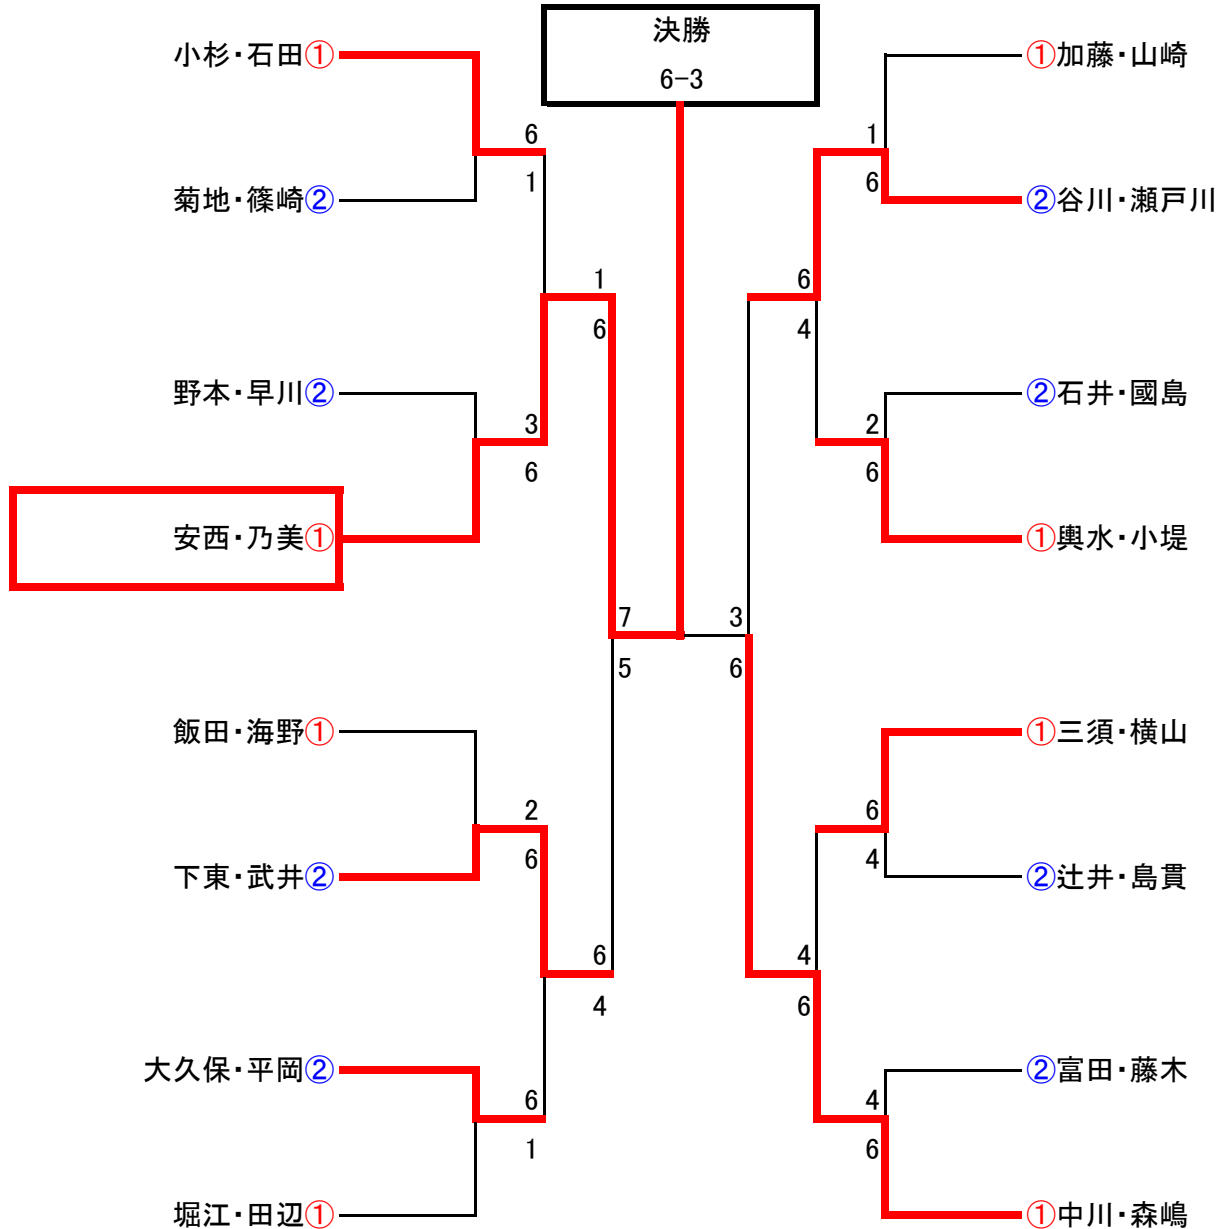 決勝
6-3
小杉・石田①
6
1
菊地・篠崎②
1
6
野本・早川②
3
6
安西・乃美①
7
5
飯田・海野①
2
6
下東・武井②
6
4
大久保・平岡②
6
1
堀江・田辺①
①加藤・山崎
1
6
②谷川・瀬戸川
6
4
②石井・國島
2
6
①輿水・小堤
3
6
①三須・横山
6
4
②辻井・島貫
4
6
②富田・藤木
4
6
①中川・森嶋